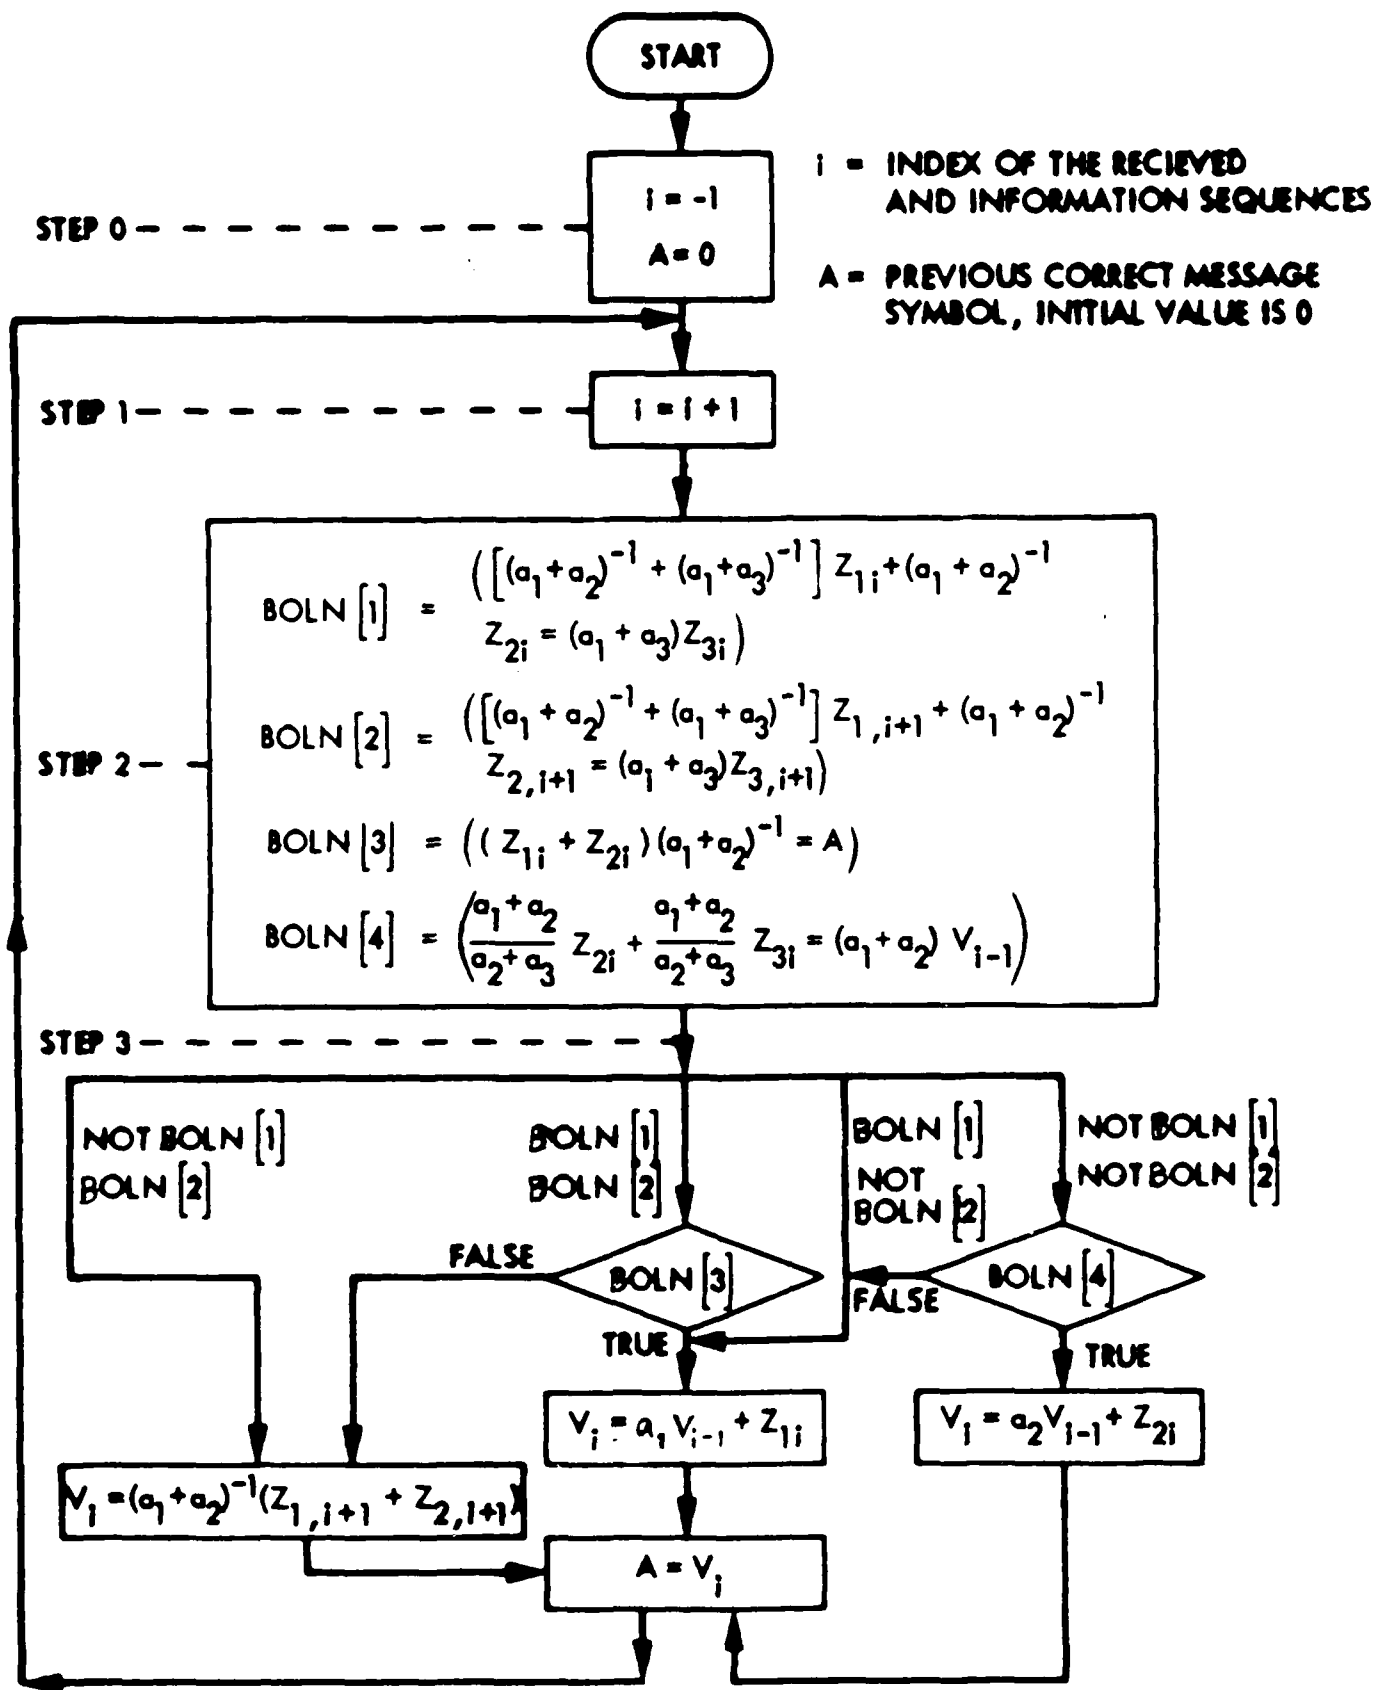 START
i = -1
A = 0
i = INDEX OF THE RECIEVED
AND INFORMATION SEQUENCES
STEP 0
A = PREVIOUS CORRECT MESSAGE
SYMBOL, INITIAL VALUE IS 0
STEP 1
i = i + 1
STEP 2
BOLN [1] = ([(a₁+a₂)⁻¹ + (a₁+a₃)⁻¹] Z₁ᵢ + (a₁ + a₂)⁻¹
Z₂ᵢ = (a₁ + a₃)Z₃ᵢ)
BOLN [2] = ([(a₁ + a₂)⁻¹ + (a₁ + a₃)⁻¹] Z₁,ᵢ₊₁ + (a₁ + a₂)⁻¹
Z₂,ᵢ₊₁ = (a₁ + a₃)Z₃,ᵢ₊₁)
BOLN [3] = (( Z₁ᵢ + Z₂ᵢ )(a₁+a₂)⁻¹ = A)
BOLN [4] = ((a₁+a₂)/(a₂+a₃) Z₂ᵢ + (a₁+a₂)/(a₂+a₃) Z₃ᵢ = (a₁+a₂) Vᵢ₋₁)
STEP 3
NOT BOLN [1]
BOLN [2]
BOLN [1]
BOLN [2]
BOLN [1]
NOT
BOLN [2]
NOT BOLN [1]
NOT BOLN [2]
FALSE
BOLN [3]
TRUE
BOLN [4]
FALSE
TRUE
Vᵢ = (a₁+a₂)⁻¹(Z₁,ᵢ₊₁ + Z₂,ᵢ₊₁)
Vᵢ = a₁ Vᵢ₋₁ + Z₁ᵢ
Vᵢ = a₂Vᵢ₋₁ + Z₂ᵢ
A = Vᵢ